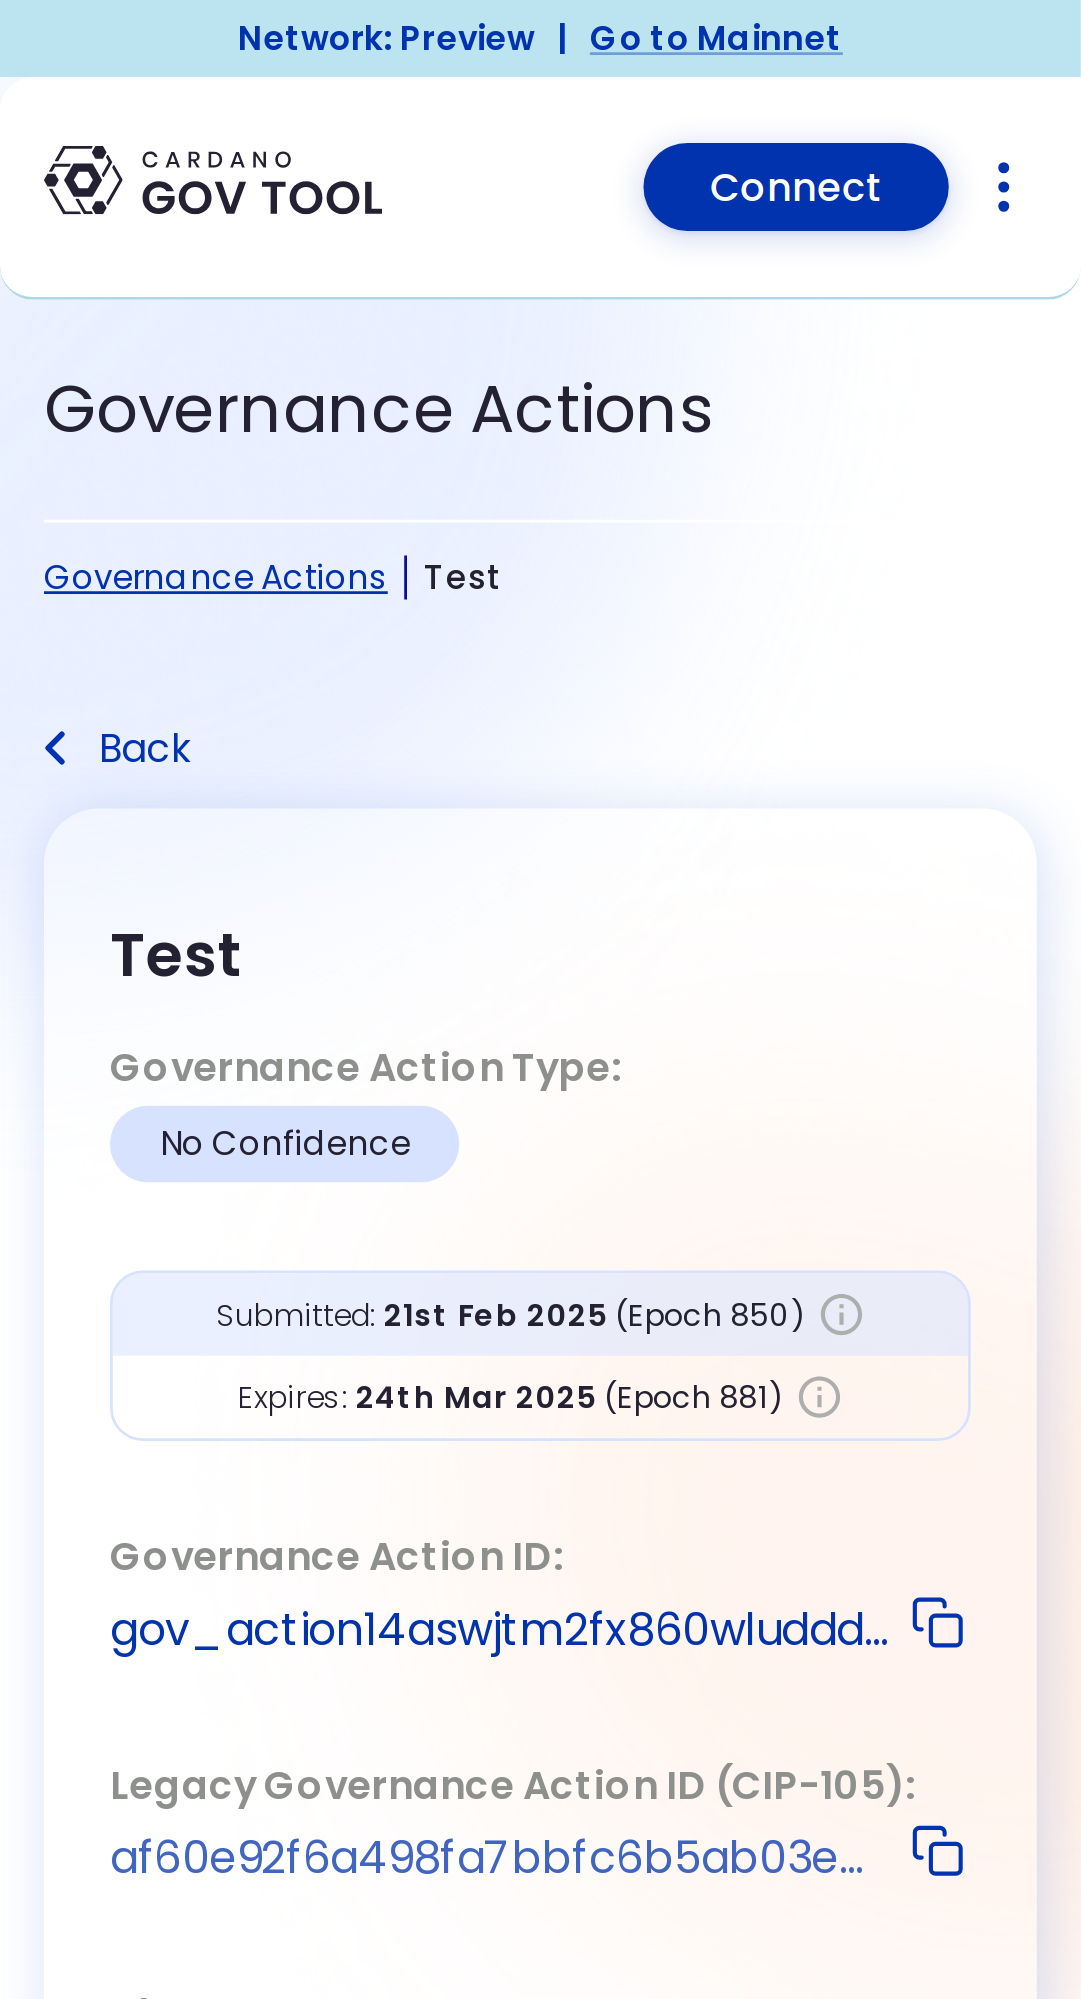 Network: Preview | Go to Mainnet
CARDANO
GOV TOOL
Connect
Governance Actions
Governance Actions | Test
Back
Test
Governance Action Type:
No Confidence
Submitted: 21st Feb 2025 (Epoch 850)
Expires: 24th Mar 2025 (Epoch 881)
Governance Action ID:
gov_action14aswjtm2fx860wluddd...
Legacy Governance Action ID (CIP-105):
af60e92f6a498fa7bbfc6b5ab03e...